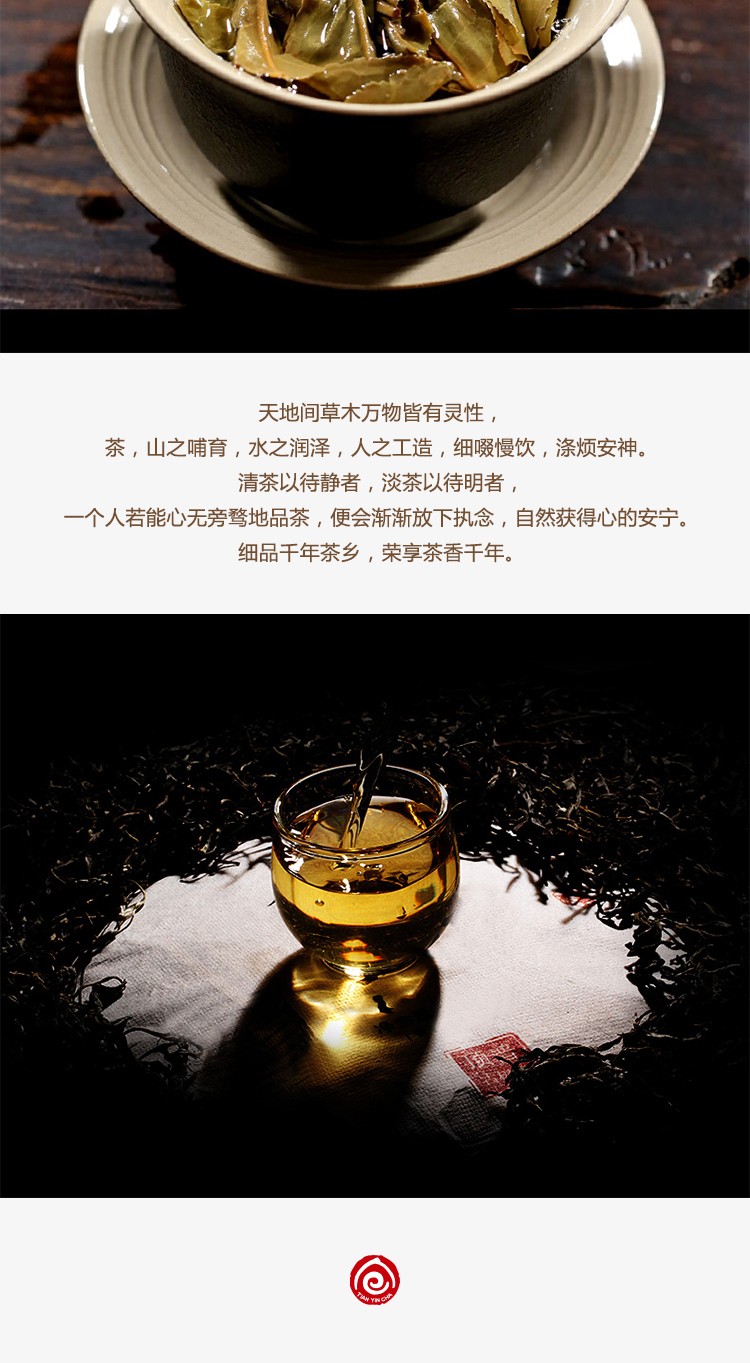 天地间草木万物皆有灵性，
茶，山之哺育，水之润泽，人之工造，细啜慢饮，涤烦安神。
清茶以待静者，淡茶以待明者，
一个人若能心无旁骛地品茶，便会渐渐放下执念，自然获得心的安宁。
细品千年茶乡，荣享茶香千年。
TIAN YIN CHA